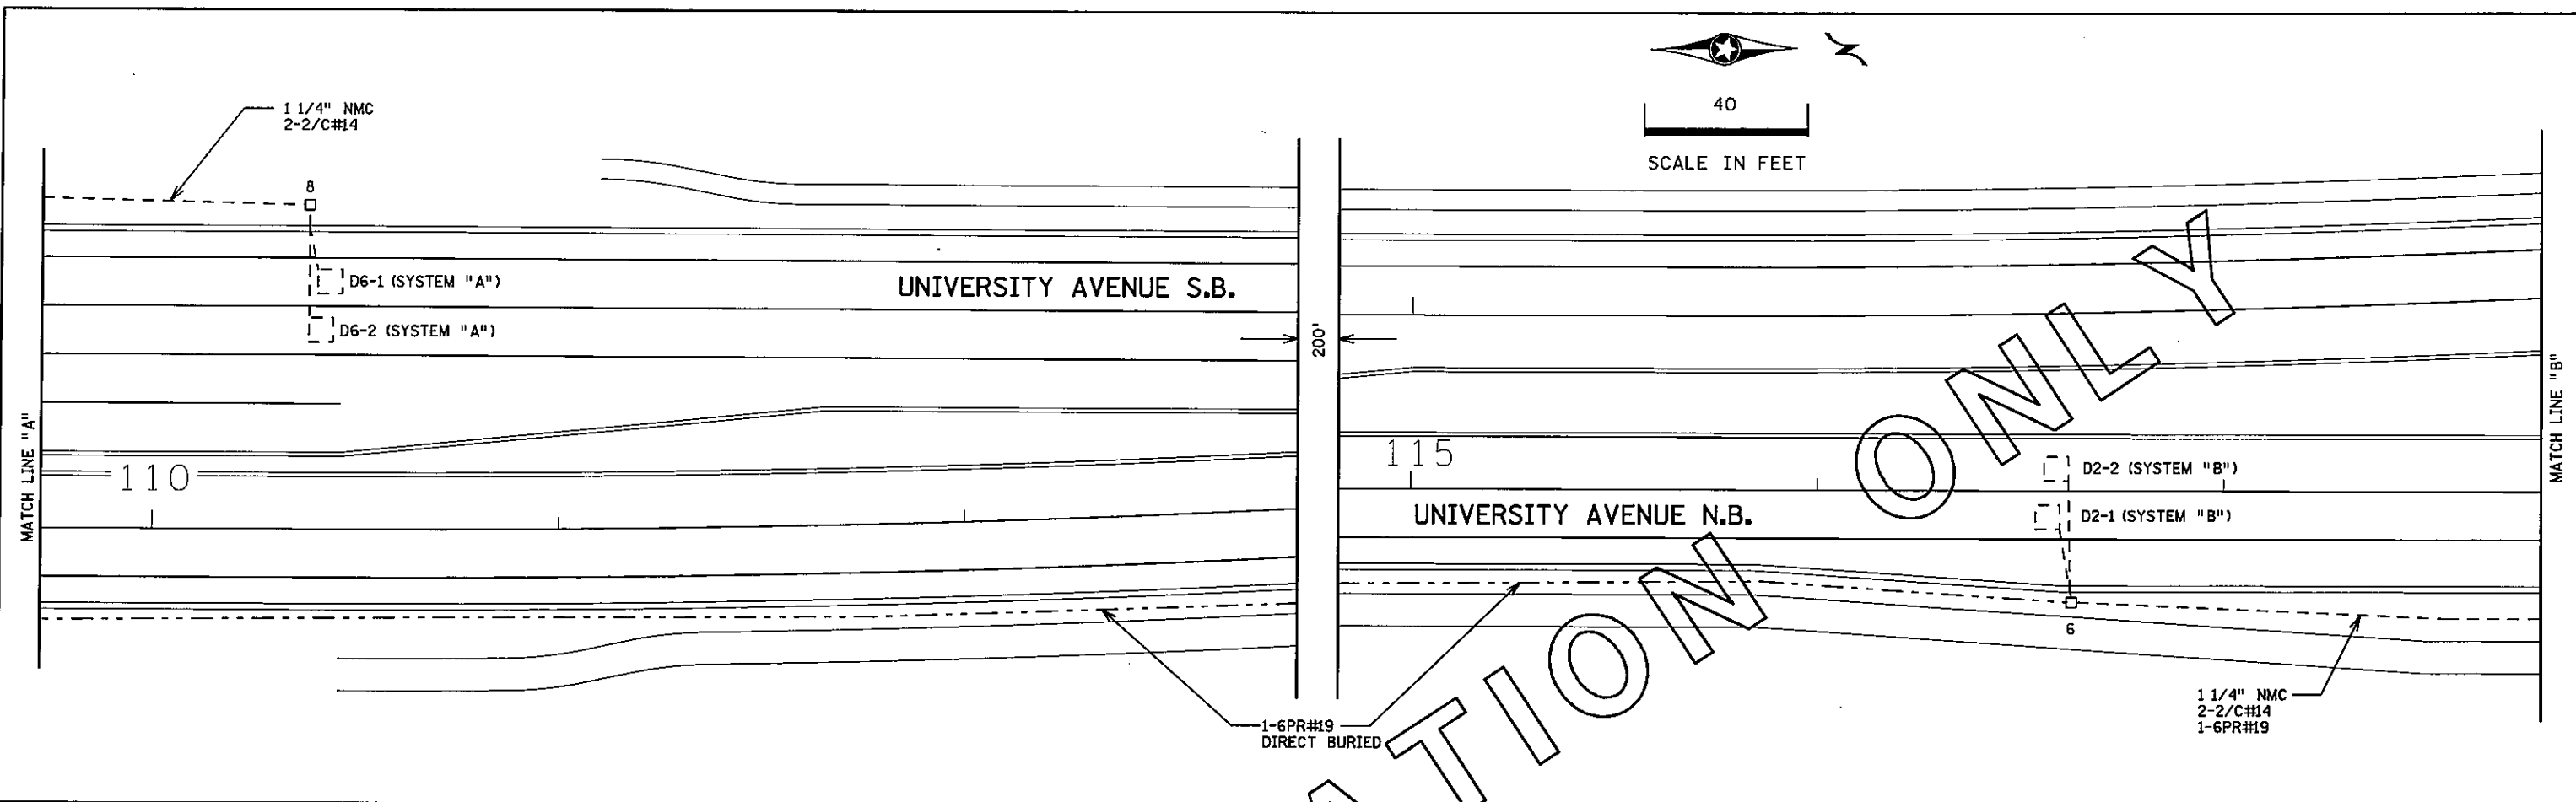 1 1/4" NMC
2-2/C#14
N
40
SCALE IN FEET
8
D6-1 (SYSTEM "A")
D6-2 (SYSTEM "A")
UNIVERSITY AVENUE S.B.
200'
MATCH LINE "A"
MATCH LINE "B"
110
115
D2-2 (SYSTEM "B")
D2-1 (SYSTEM "B")
UNIVERSITY AVENUE N.B.
6
1-6PR#19
DIRECT BURIED
1 1/4" NMC
2-2/C#14
1-6PR#19
ATION ONLY